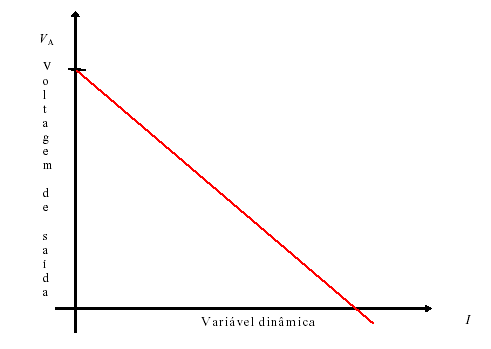 VA
Voltagem de saída
Variável dinâmica
I